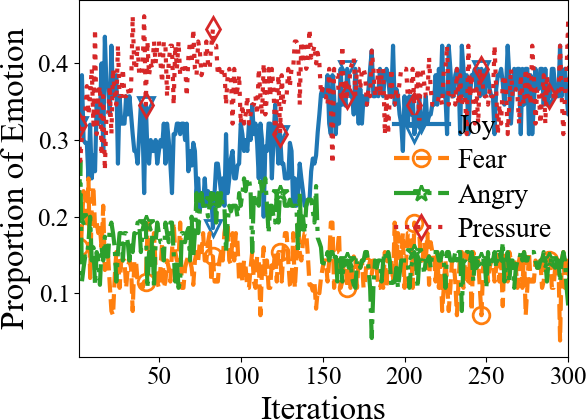 Proportion of Emotion
0.4
0.3
0.2
0.1
Joy
Fear
Angry
Pressure
50 100 150 200 250 300
Iterations